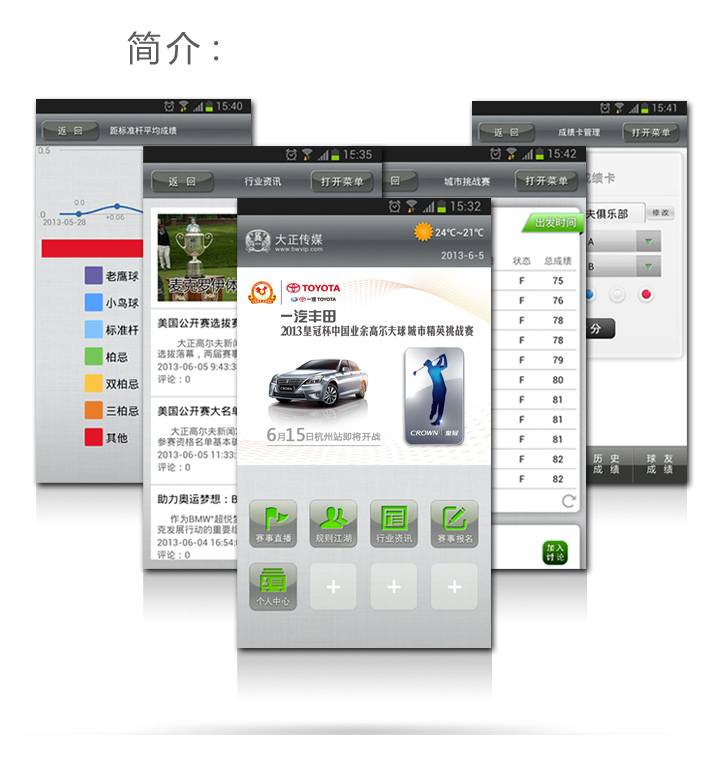 简介：
15:40
返 回
距标准杆平均成绩
0.5
0.0
0
+0.06
2013-05-28
老鹰球
小鸟球
标准杆
柏忌
双柏忌
三柏忌
其他
15:35
返 回
行业资讯
打开菜单
麦克罗伊休
美国公开赛选拔赛
大正高尔夫新闻
选拔落幕，两届赛事
2013-06-05 9:43:3
评论：0
美国公开大名单
大正高尔夫新闻
参赛资格名单基本确
2013-06-05 11:33:
评论：0
助力奥运梦想：B
作为BMW"超悦
克发展行动的重要组
2013-06-04 16:54:0
评论：0
15:32
大正传媒
www.bwvip.com
24℃~21℃
2013-6-5
TOYOTA
一汽 TOYOTA
一汽丰田
2013皇冠杯中国业余高尔夫球城市精英挑战赛
CROWN
CROWN 皇冠
6月15日杭州站即将开战
赛事直播
规则江湖
行业资讯
赛事报名
个人中心
15:42
回
城市挑战赛
打开菜单
出发时间
状态 总成绩
F 75
F 76
F 78
F 78
F 79
F 80
F 81
F 81
F 82
F 82
加入
讨论
15:41
返 回
成绩卡管理
打开菜单
绩卡
夫俱乐部
修改
A
B
分
历 史
成 绩
球 友
成 绩